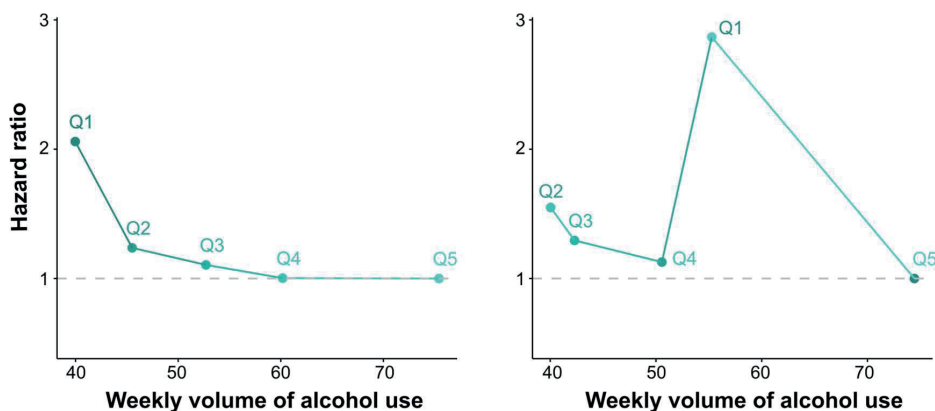 3
2
1
Hazard ratio
Q1
Q2
Q3
Q4
Q5
40 50 60 70
Weekly volume of alcohol use
3
2
1
Q2
Q3
Q4
Q1
Q5
40 50 60 70
Weekly volume of alcohol use